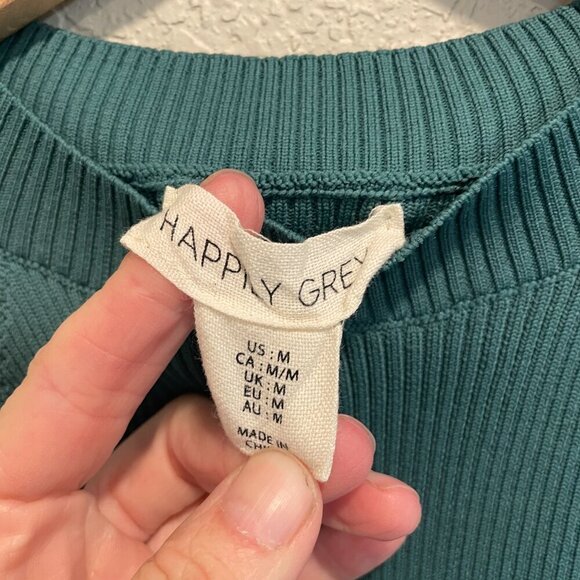 HAPPILY GREY
US : M
CA : M/M
UK : M
EU : M
AU : M
MADE IN